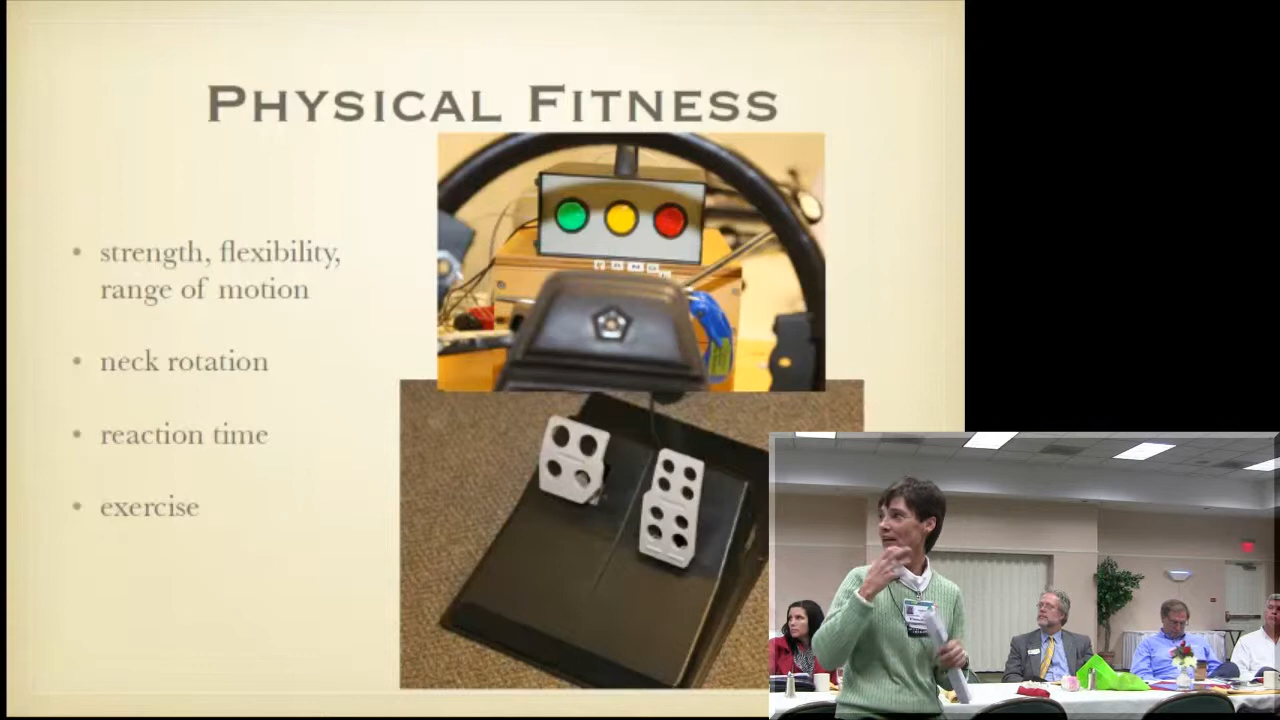 PHYSICAL FITNESS
• strength, flexibility,
range of motion
• neck rotation
• reaction time
• exercise